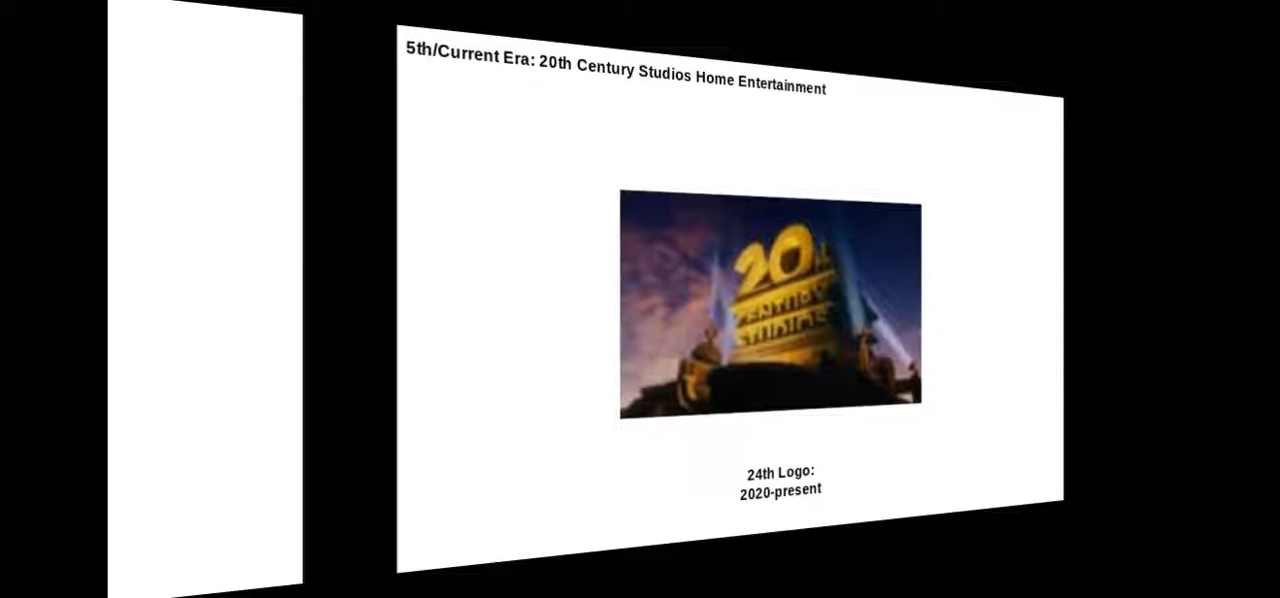 5th/Current Era: 20th Century Studios Home Entertainment
20th
CENTURY
STUDIOS
24th Logo:
2020-present